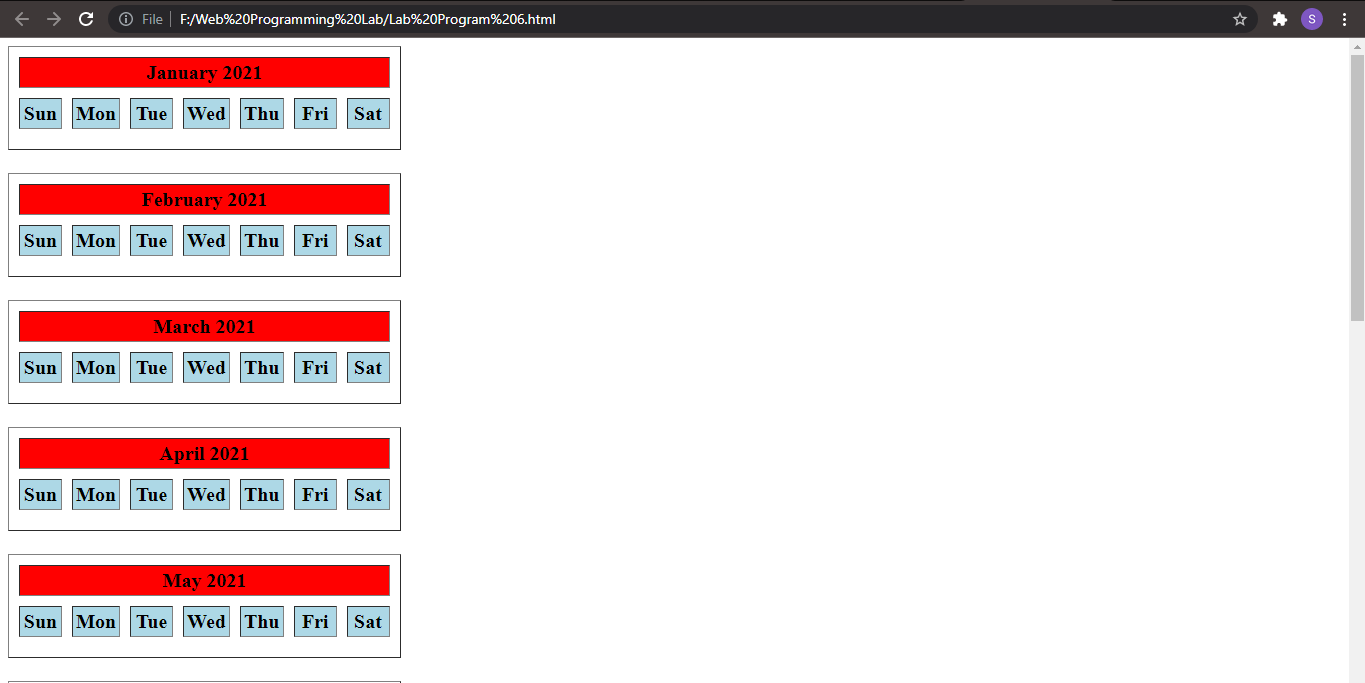 File F:/Web%20Programming%20Lab/Lab%20Program%206.html S
January 2021
Sun Mon Tue Wed Thu Fri Sat
February 2021
Sun Mon Tue Wed Thu Fri Sat
March 2021
Sun Mon Tue Wed Thu Fri Sat
April 2021
Sun Mon Tue Wed Thu Fri Sat
May 2021
Sun Mon Tue Wed Thu Fri Sat